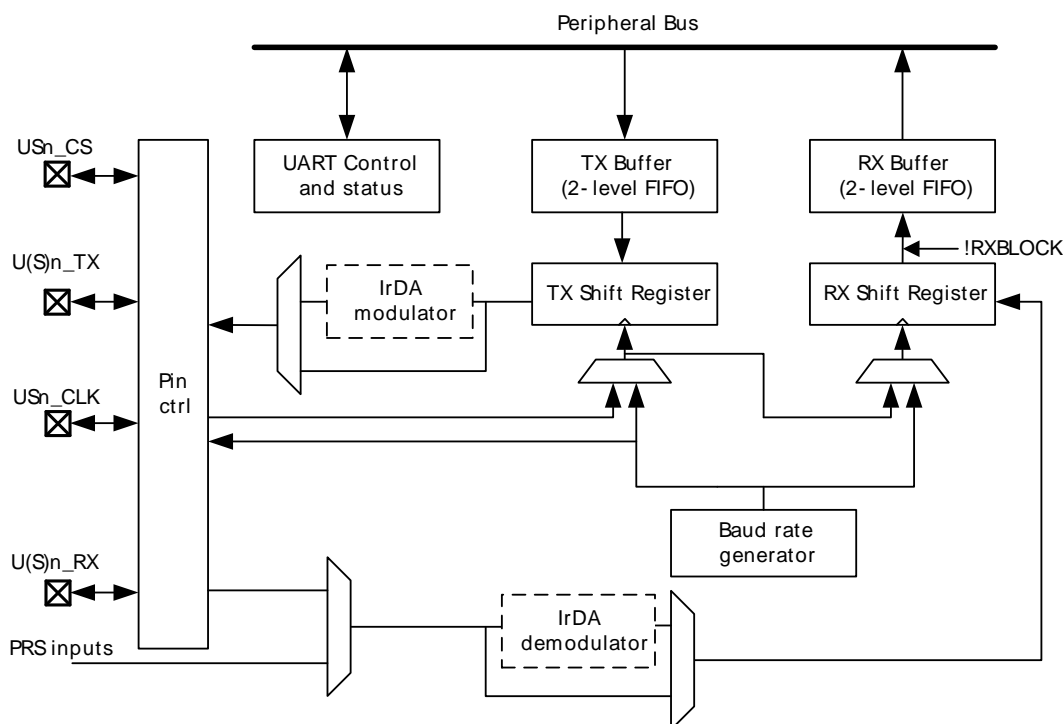 Peripheral Bus
USn_CS
UART Control
and status
TX Buffer
(2- level FIFO)
RX Buffer
(2- level FIFO)
!RXBLOCK
U(S)n_TX
IrDA
modulator
TX Shift Register
RX Shift Register
Pin
ctrl
USn_CLK
Baud rate
generator
U(S)n_RX
PRS inputs
IrDA
demodulator